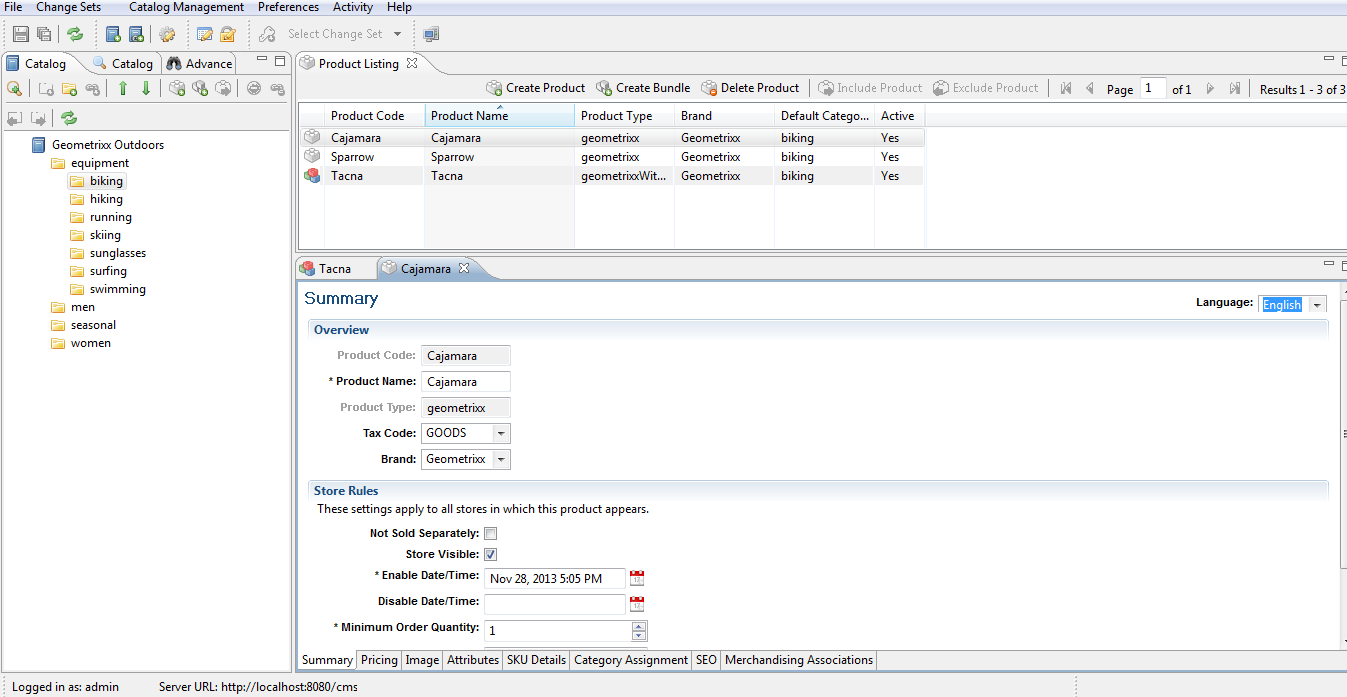 File Change Sets Catalog Management Preferences Activity Help
Select Change Set
Catalog Catalog Advance
Product Listing
Create Product Create Bundle Delete Product Include Product Exclude Product Page 1 of 1 Results 1 - 3 of 3
Product Code Product Name Product Type Brand Default Catego... Active
Cajamara Cajamara geometrixx Geometrixx biking Yes
Sparrow Sparrow geometrixx Geometrixx biking Yes
Tacna Tacna geometrixxWit... Geometrixx biking Yes
Geometrixx Outdoors
equipment
biking
hiking
running
skiing
sunglasses
surfing
swimming
men
seasonal
women
Tacna Cajamara
Summary
Language: English
Overview
Product Code: Cajamara
* Product Name: Cajamara
Product Type: geometrixx
Tax Code: GOODS
Brand: Geometrixx
Store Rules
These settings apply to all stores in which this product appears.
Not Sold Separately:
Store Visible:
* Enable Date/Time: Nov 28, 2013 5:05 PM
Disable Date/Time:
* Minimum Order Quantity: 1
Summary Pricing Image Attributes SKU Details Category Assignment SEO Merchandising Associations
Logged in as: admin Server URL: http://localhost:8080/cms